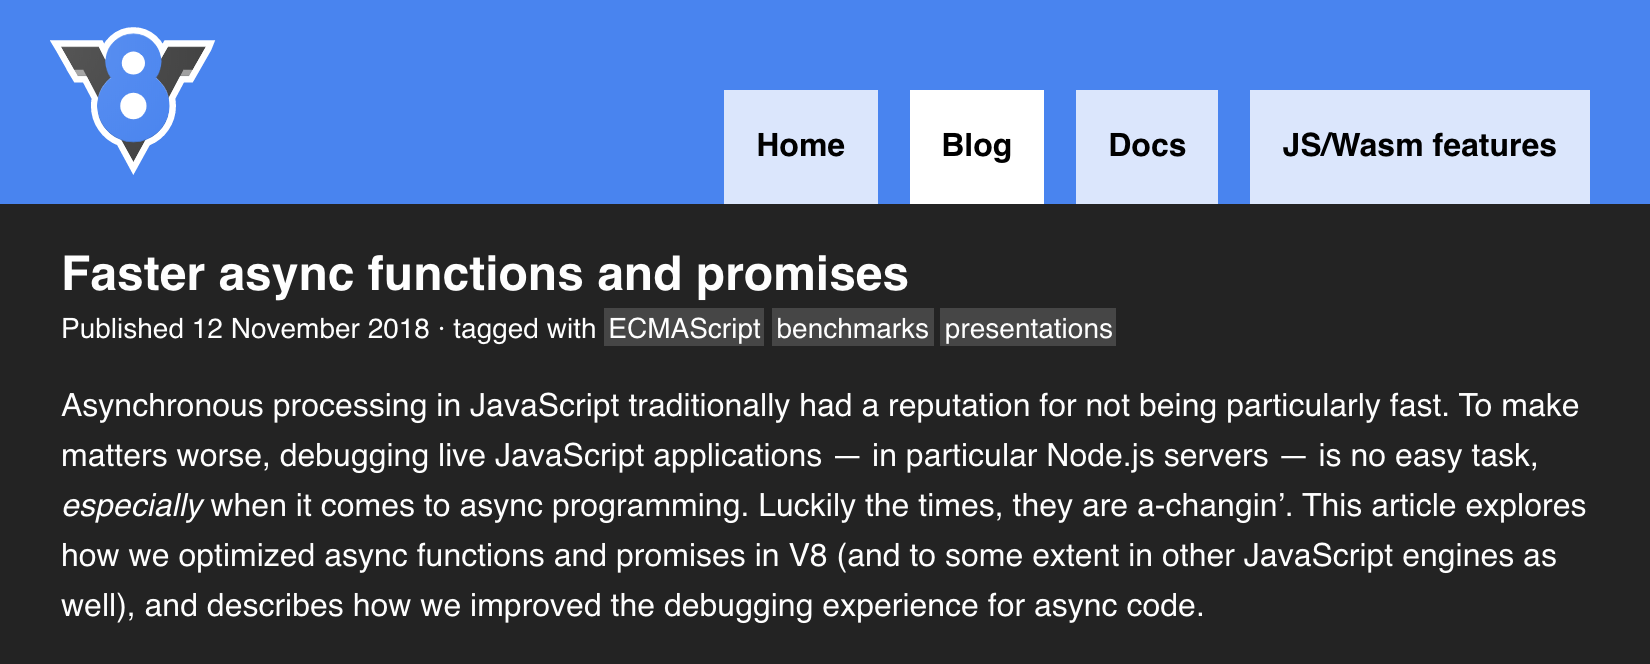 Home Blog Docs JS/Wasm features
Faster async functions and promises
Published 12 November 2018 · tagged with ECMAScript benchmarks presentations
Asynchronous processing in JavaScript traditionally had a reputation for not being particularly fast. To make
matters worse, debugging live JavaScript applications — in particular Node.js servers — is no easy task,
especially when it comes to async programming. Luckily the times, they are a-changin’. This article explores
how we optimized async functions and promises in V8 (and to some extent in other JavaScript engines as
well), and describes how we improved the debugging experience for async code.